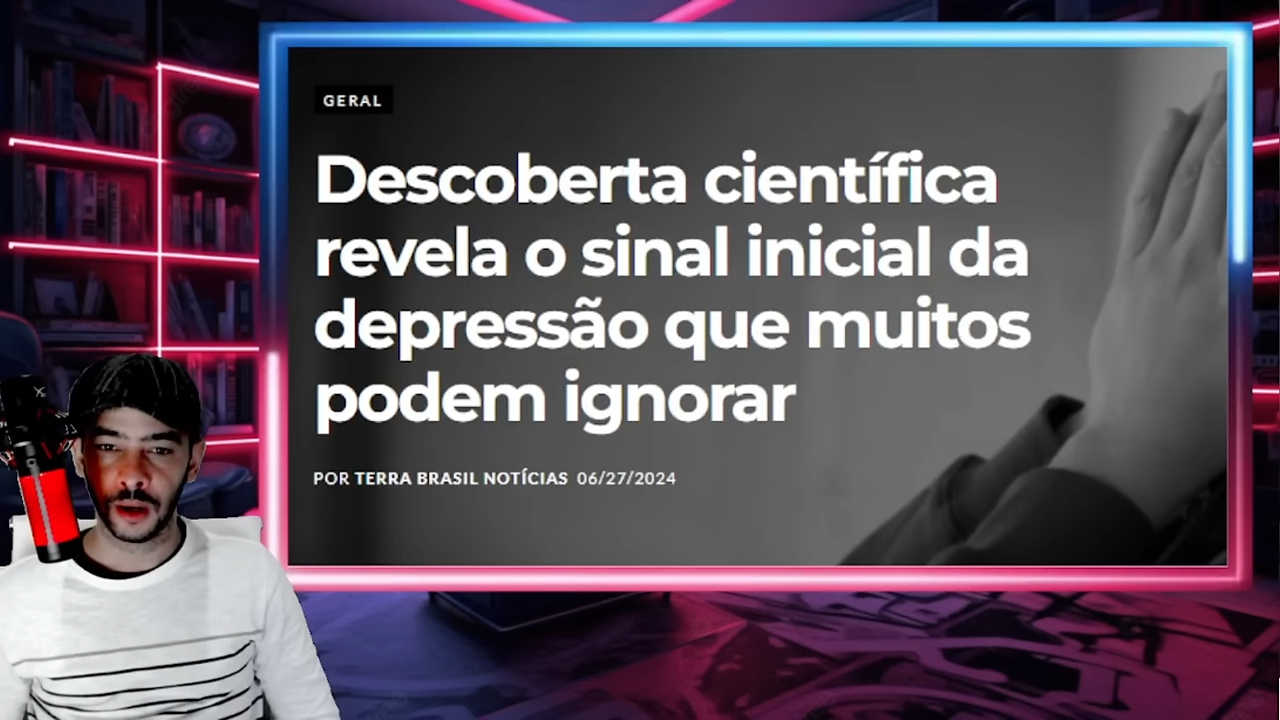 GERAL
Descoberta científica
revela o sinal inicial da
depressão que muitos
podem ignorar
POR TERRA BRASIL NOTÍCIAS 06/27/2024